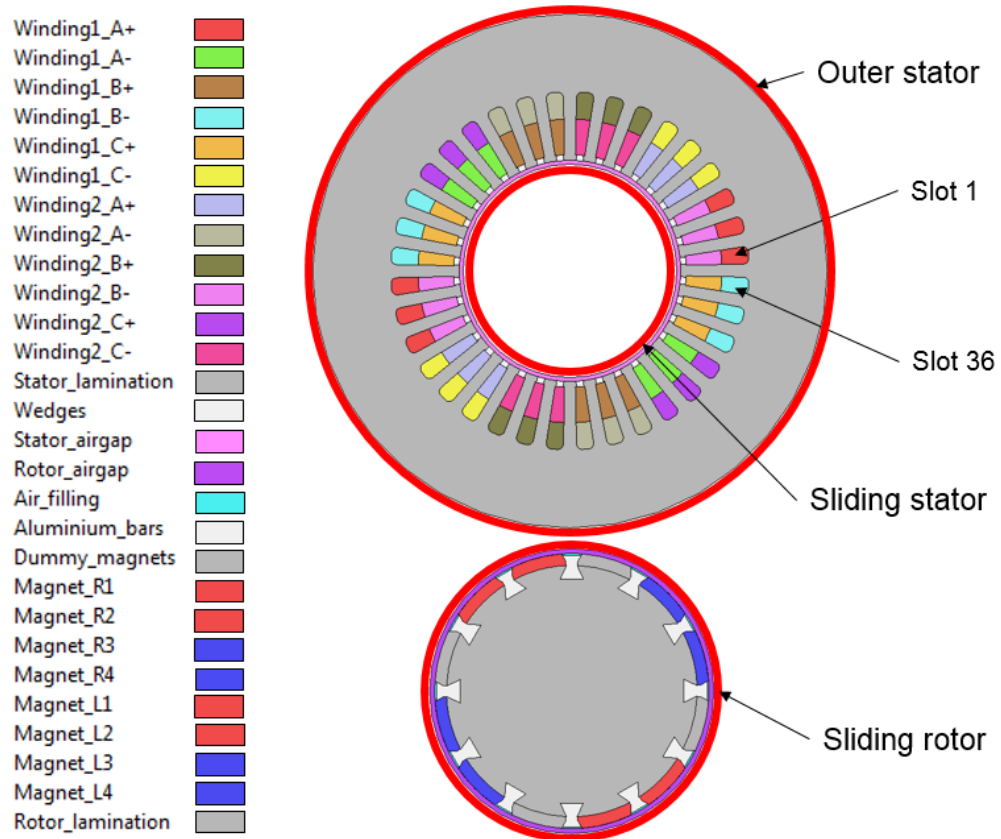 Winding1_A+
Winding1_A-
Winding1_B+
Winding1_B-
Winding1_C+
Winding1_C-
Winding2_A+
Winding2_A-
Winding2_B+
Winding2_B-
Winding2_C+
Winding2_C-
Stator_lamination
Wedges
Stator_airgap
Rotor_airgap
Air_filling
Aluminium_bars
Dummy_magnets
Magnet_R1
Magnet_R2
Magnet_R3
Magnet_R4
Magnet_L1
Magnet_L2
Magnet_L3
Magnet_L4
Rotor_lamination
Outer stator
Slot 1
Slot 36
Sliding stator
Sliding rotor